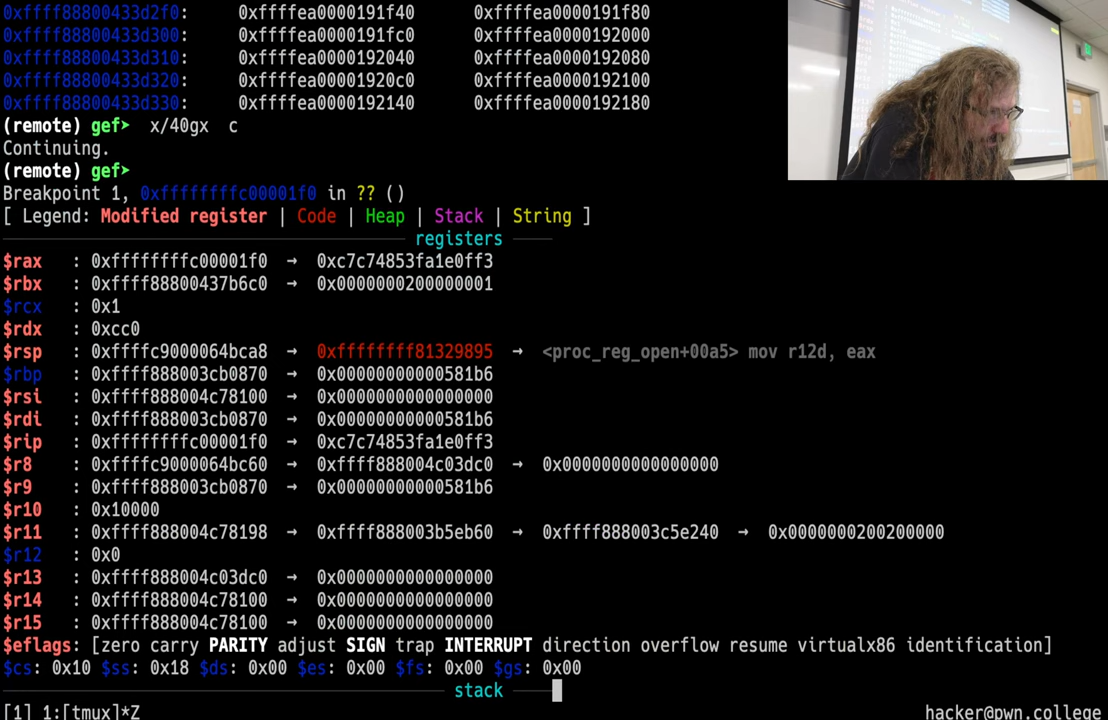 0xffff88800433d2f0: 0xffffea0000191f40 0xffffea0000191f80
0xffff88800433d300: 0xffffea0000191fc0 0xffffea0000192000
0xffff88800433d310: 0xffffea0000192040 0xffffea0000192080
0xffff88800433d320: 0xffffea00001920c0 0xffffea0000192100
0xffff88800433d330: 0xffffea0000192140 0xffffea0000192180
(remote) gef➤ x/40gx c
Continuing.
(remote) gef➤
Breakpoint 1, 0xffffffffc00001f0 in ?? ()
[ Legend: Modified register | Code | Heap | Stack | String ]
registers
$rax : 0xffffffffc00001f0 → 0xc7c74853fa1e0ff3
$rbx : 0xffff88800437b6c0 → 0x0000000200000001
$rcx : 0x1
$rdx : 0xcc0
$rsp : 0xffffc9000064bca8 → 0xffffffff81329895 → <proc_reg_open+00a5> mov r12d, eax
$rbp : 0xffff888003cb0870 → 0x00000000000581b6
$rsi : 0xffff888004c78100 → 0x0000000000000000
$rdi : 0xffff888003cb0870 → 0x00000000000581b6
$rip : 0xffffffffc00001f0 → 0xc7c74853fa1e0ff3
$r8 : 0xffffc9000064bc60 → 0xffff888004c03dc0 → 0x0000000000000000
$r9 : 0xffff888003cb0870 → 0x00000000000581b6
$r10 : 0x10000
$r11 : 0xffff888004c78198 → 0xffff888003b5eb60 → 0xffff888003c5e240 → 0x0000000200200000
$r12 : 0x0
$r13 : 0xffff888004c03dc0 → 0x0000000000000000
$r14 : 0xffff888004c78100 → 0x0000000000000000
$r15 : 0xffff888004c78100 → 0x0000000000000000
$eflags: [zero carry PARITY adjust SIGN trap INTERRUPT direction overflow resume virtualx86 identification]
$cs: 0x10 $ss: 0x18 $ds: 0x00 $es: 0x00 $fs: 0x00 $gs: 0x00
stack
[1] 1:[tmux]*Z hacker@pwn.college